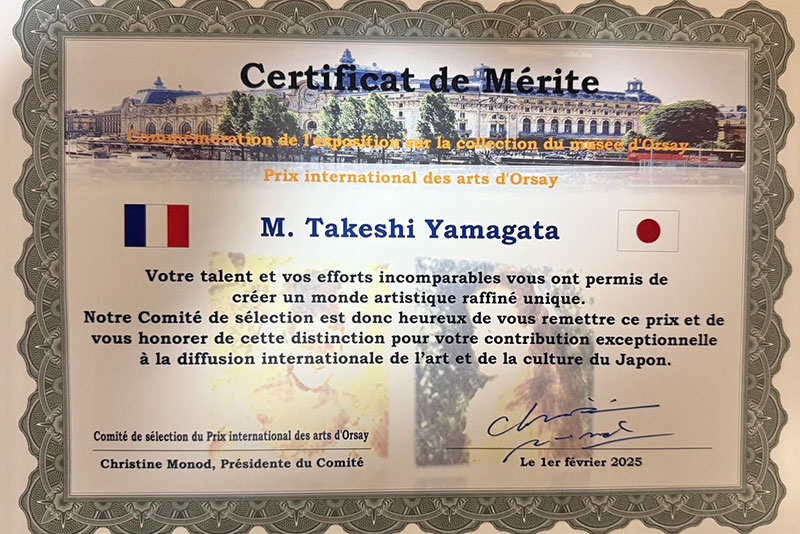 Certificat de Mérite
Commémoration de l'exposition sur la collection du musée d'Orsay
Prix international des arts d'Orsay
M. Takeshi Yamagata
Votre talent et vos efforts incomparables vous ont permis de
créer un monde artistique raffiné unique.
Notre Comité de sélection est donc heureux de vous remettre ce prix et de
vous honorer de cette distinction pour votre contribution exceptionnelle
à la diffusion internationale de l'art et de la culture du Japon.
Comité de sélection du Prix international des arts d'Orsay
Christine Monod, Présidente du Comité
Christine
Monod
Le 1er février 2025